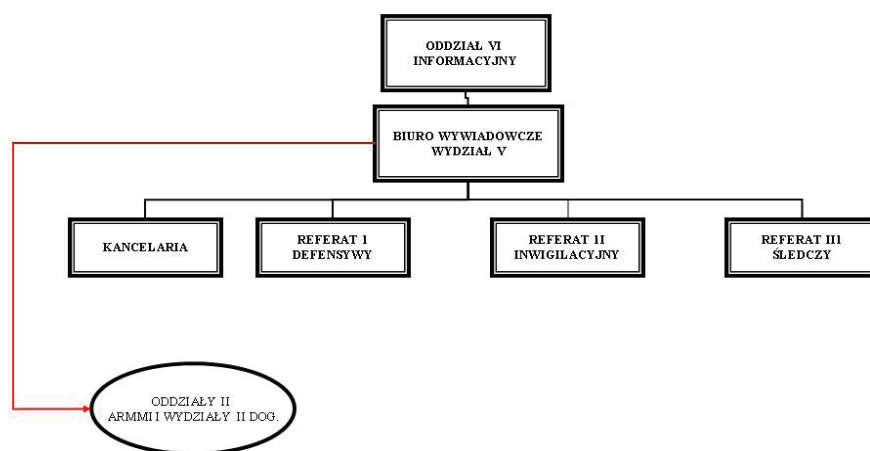 ODDZIAŁ VI
INFORMACYJNY
BIURO WYWIADOWCZE
WYDZIAŁ V
KANCELARIA
REFERAT I
DEFENSYWY
REFERAT II
INWIGILACYJNY
REFERAT III
ŚLEDCZY
ODDZIAŁY II
ARMMI I WYDZIAŁY II DOG.